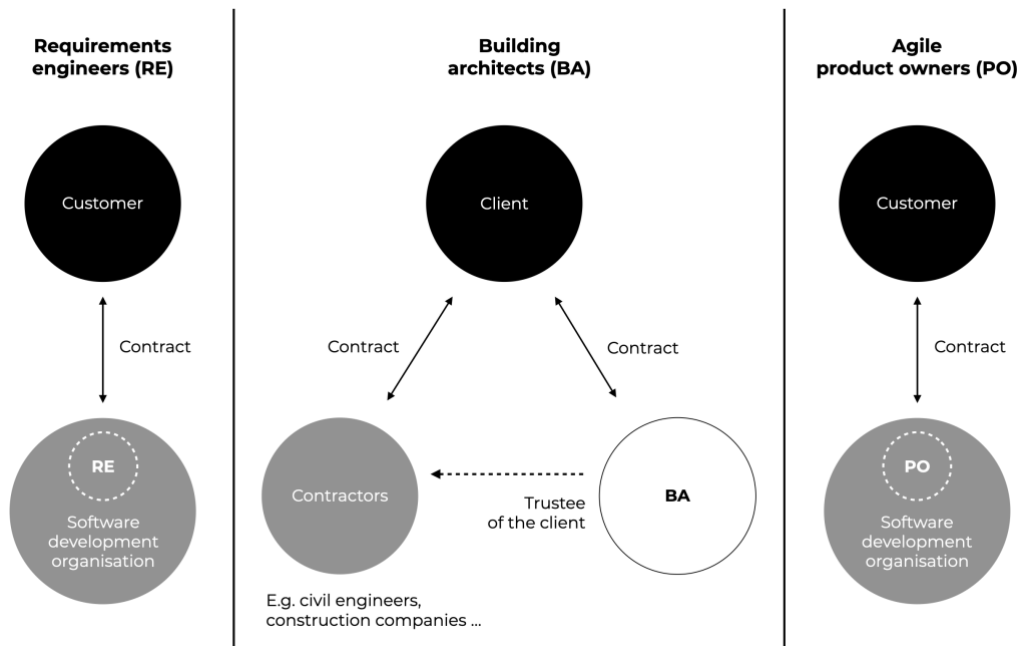 Requirements
engineers (RE)
Customer
Contract
RE
Software
development
organisation
Building
architects (BA)
Client
Contract
Contract
Contractors
Trustee
of the client
BA
E.g. civil engineers,
construction companies ...
Agile
product owners (PO)
Customer
Contract
PO
Software
development
organisation